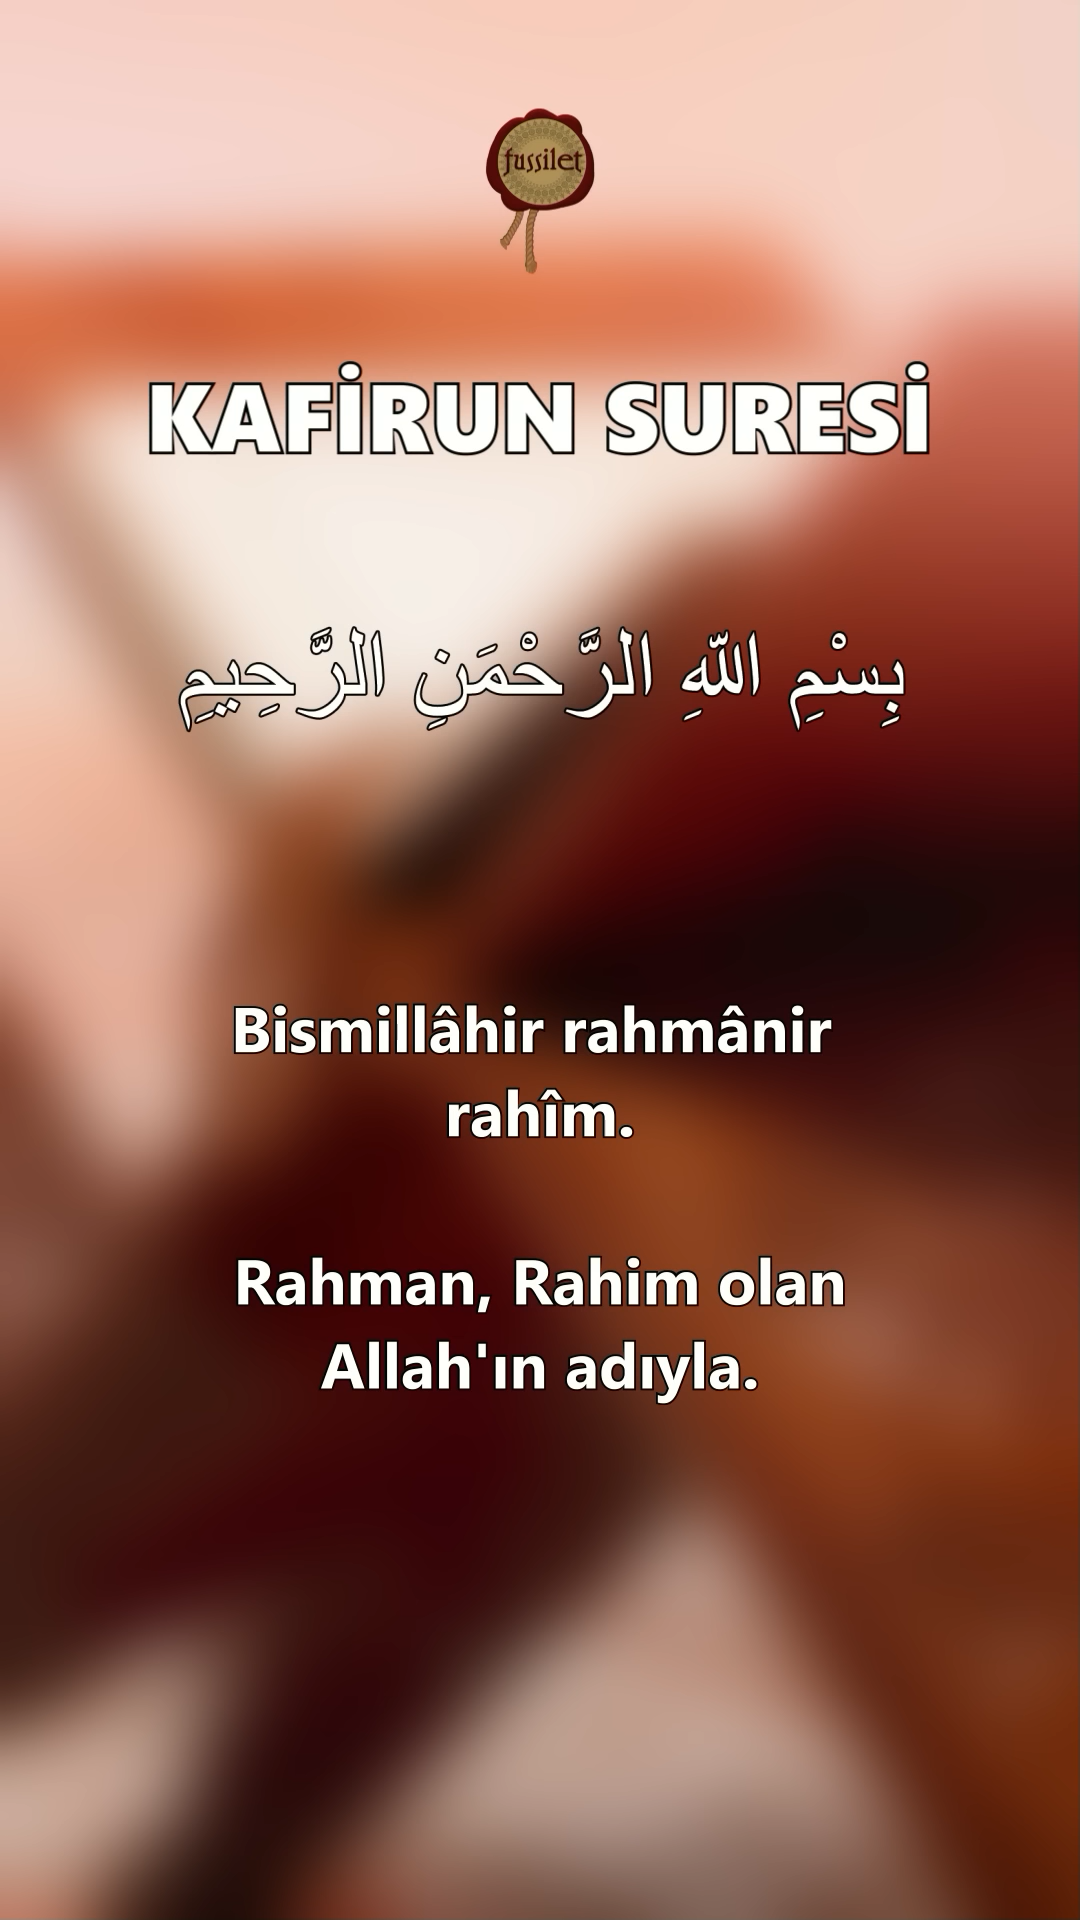 fussilet
KAFİRUN SURESİ
بِسْمِ اللّهِ الرَّحْمَنِ الرَّحِيمِ
Bismillâhir rahmânir
rahîm.
Rahman, Rahim olan
Allah'ın adıyla.